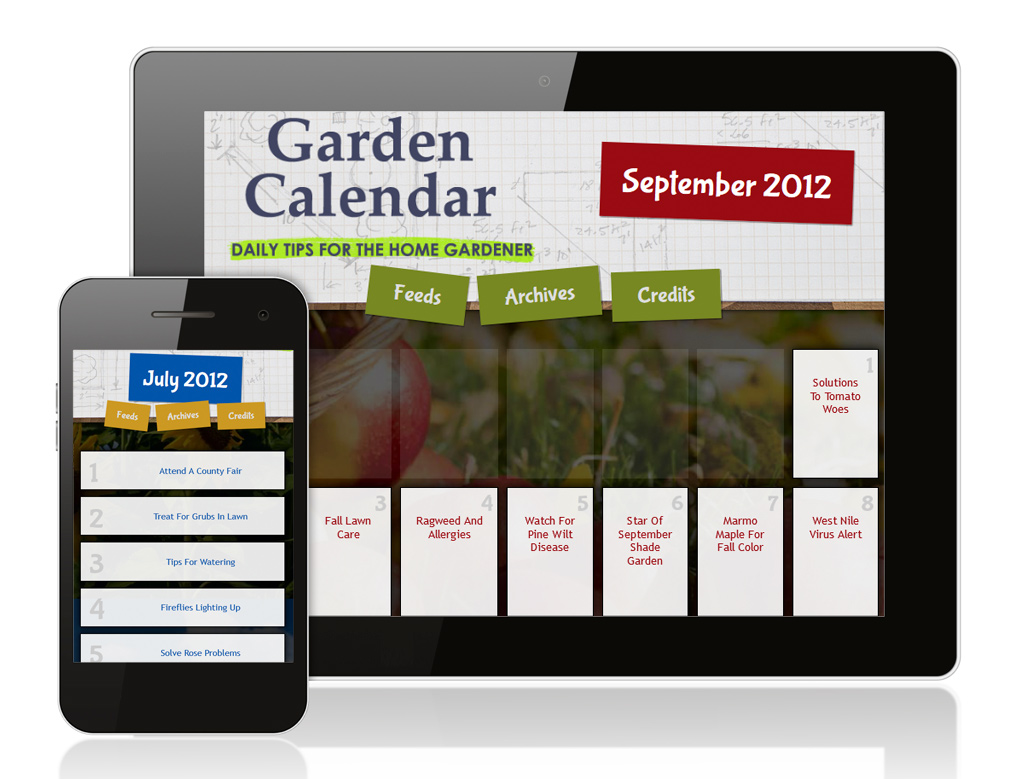 Garden
Calendar
DAILY TIPS FOR THE HOME GARDENER
September 2012
Feeds
Archives
Credits
1
Solutions
To Tomato
Woes
3
Fall Lawn
Care
4
Ragweed And
Allergies
5
Watch For
Pine Wilt
Disease
6
Star Of
September
Shade
Garden
7
Marmo
Maple For
Fall Color
8
West Nile
Virus Alert
July 2012
Feeds
Archives
Credits
1
Attend A County Fair
2
Treat For Grubs In Lawn
3
Tips For Watering
4
Fireflies Lighting Up
5
Solve Rose Problems